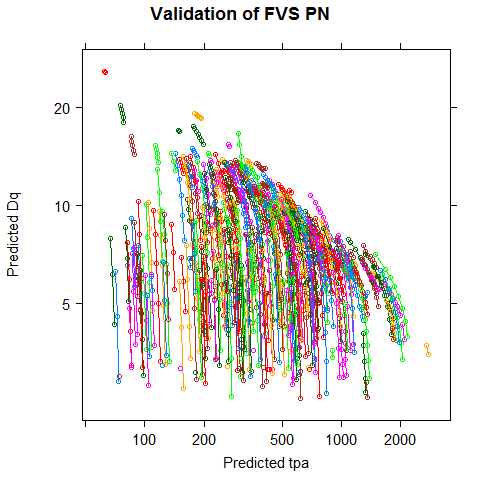 Validation of FVS PN
Predicted Dq
20
10
5
100 200 500 1000 2000
Predicted tpa